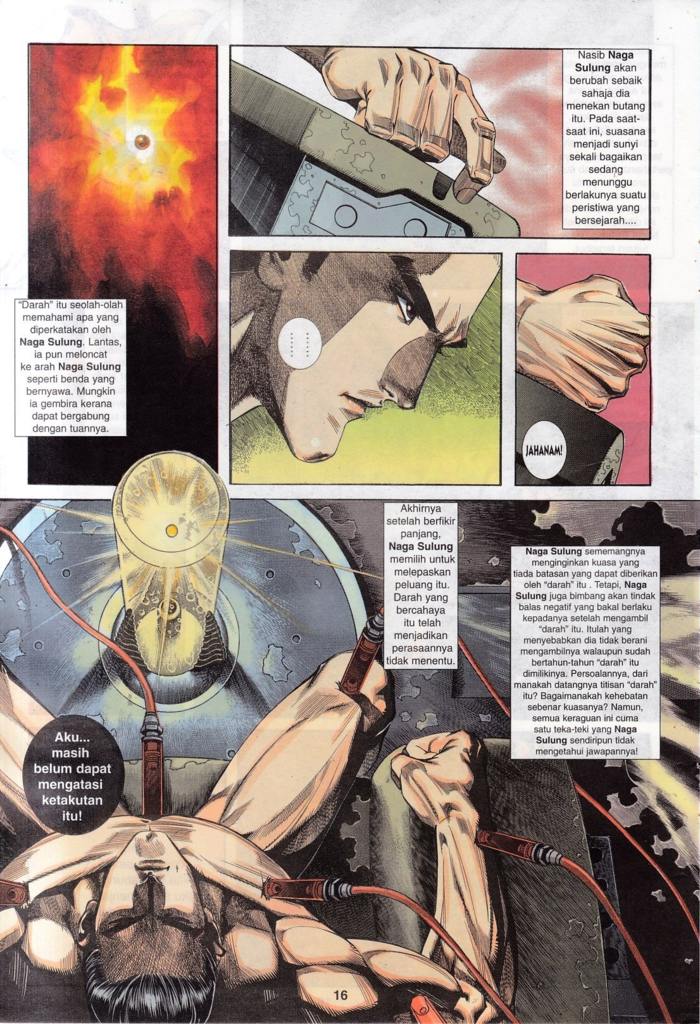 "Darah" itu seolah-olah
memahami apa yang
diperkatakan oleh
Naga Sulung. Lantas,
ia pun meloncat
ke arah Naga Sulung
seperti benda yang
bernyawa. Mungkin
ia gembira kerana
dapat bergabung
dengan tuannya.
Nasib Naga
Sulung akan
berubah sebaik
sahaja dia
menekan butang
itu. Pada saat-
saat ini, suasana
menjadi sunyi
sekali bagaikan
sedang
menunggu
berlakunya suatu
peristiwa yang
bersejarah....
......
......
JAHANAM!
Akhirnya
setelah berfikir
panjang,
Naga Sulung
memilih untuk
melepaskan
peluang itu.
Darah yang
bercahaya
itu telah
menjadikan
perasaannya
tidak menentu.
Naga Sulung sememangnya
menginginkan kuasa yang
tiada batasan yang dapat diberikan
oleh "darah" itu . Tetapi, Naga
Sulung juga bimbang akan tindak
balas negatif yang bakal berlaku
kepadanya setelah mengambil
"darah" itu. Itulah yang
menyebabkan dia tidak berani
mengambilnya walaupun sudah
bertahun-tahun "darah" itu
dimilikinya. Persoalannya, dari
manakah datangnya titisan "darah"
itu? Bagaimanakah kehebatan
sebenar kuasanya? Namun,
semua keraguan ini cuma
satu teka-teki yang Naga
Sulung sendiripun tidak
mengetahui jawapannya!
Aku...
masih
belum dapat
mengatasi
ketakutan
itu!
16